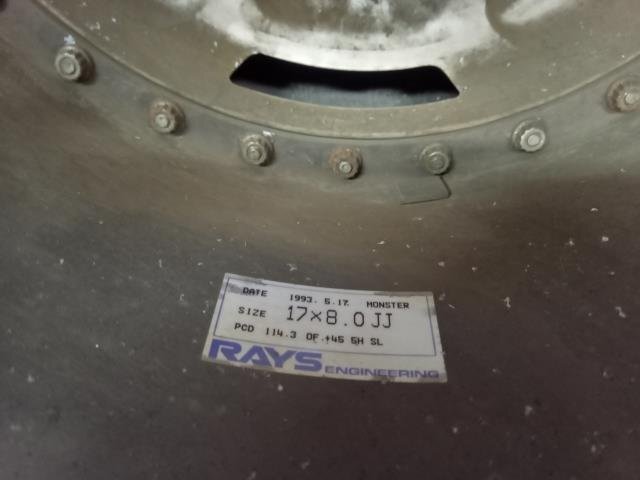 DATE 1993. 5.17. MONSTER
SIZE 17×8.0JJ
PCD 114.3 OF.+45 5H SL
RAYS ENGINEERING